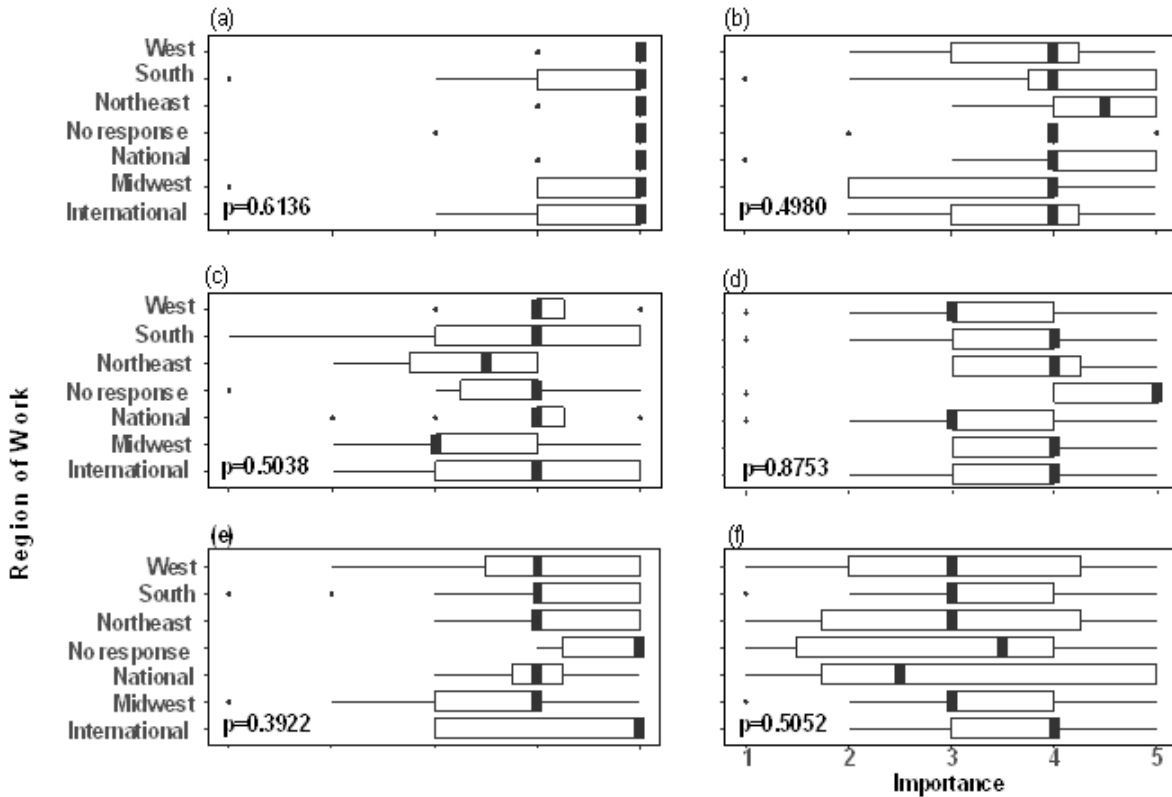 (a)
West
South
Northeast
No response
National
Midwest
International
p=0.6136
(b)
p=0.4980
(c)
West
South
Northeast
No response
National
Midwest
International
p=0.5038
(d)
p=0.8753
(e)
West
South
Northeast
No response
National
Midwest
International
p=0.3922
(f)
p=0.5052
1 2 3 4 5
Importance
Region of Work